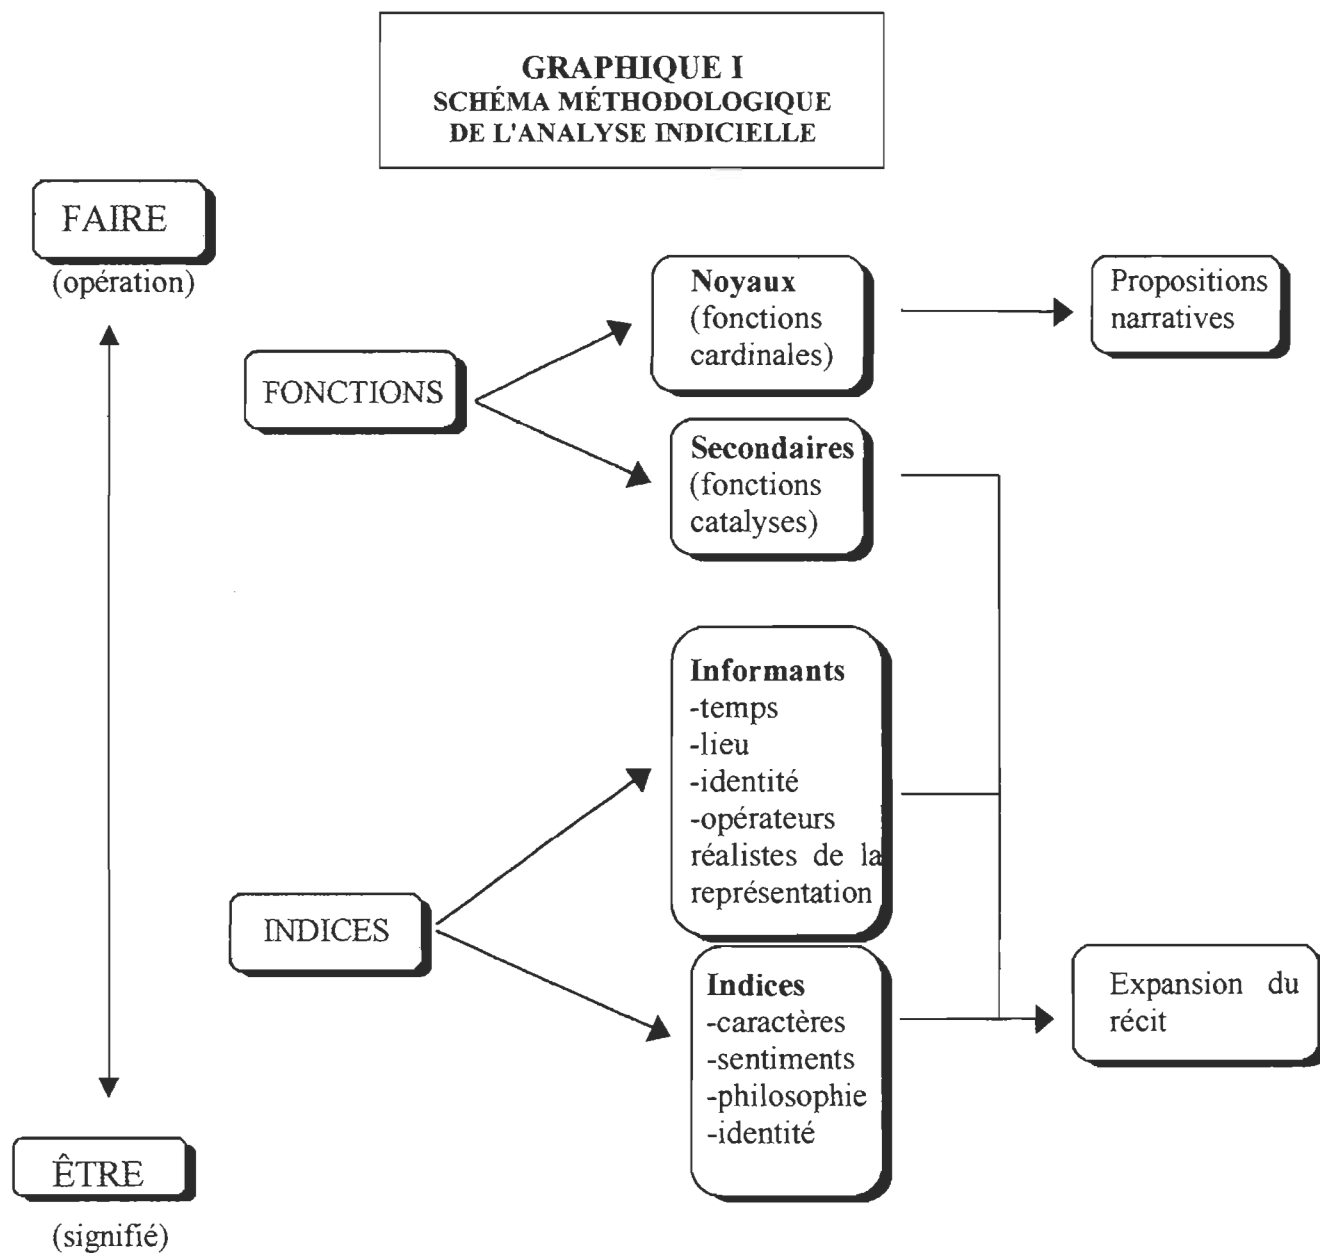 GRAPHIQUE I
SCHÉMA MÉTHODOLOGIQUE
DE L'ANALYSE INDICIELLE
FAIRE
(opération)
FONCTIONS
Noyaux
(fonctions
cardinales)
Propositions
narratives
Secondaires
(fonctions
catalyses)
Informants
-temps
-lieu
-identité
-opérateurs
réalistes de la
représentation
INDICES
Indices
-caractères
-sentiments
-philosophie
-identité
Expansion du
récit
ÊTRE
(signifié)